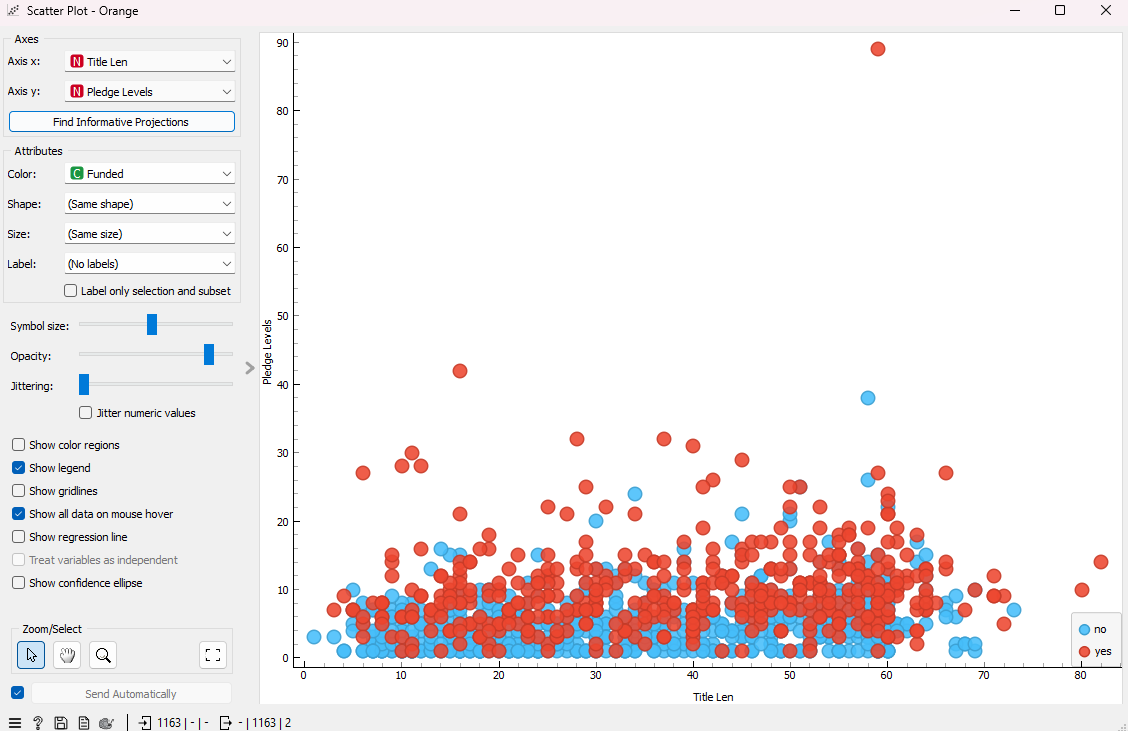 Scatter Plot - Orange
Axes
Axis x: N Title Len
Axis y: N Pledge Levels
Find Informative Projections
Attributes
Color: C Funded
Shape: (Same shape)
Size: (Same size)
Label: (No labels)
Label only selection and subset
Symbol size:
Opacity:
Jittering:
Jitter numeric values
Show color regions
Show legend
Show gridlines
Show all data on mouse hover
Show regression line
Treat variables as independent
Show confidence ellipse
Zoom/Select
Send Automatically
1163 | - | - - | 1163 | 2
Pledge Levels
90
80
70
60
50
40
30
20
10
0
0 10 20 30 40 50 60 70 80
Title Len
no
yes